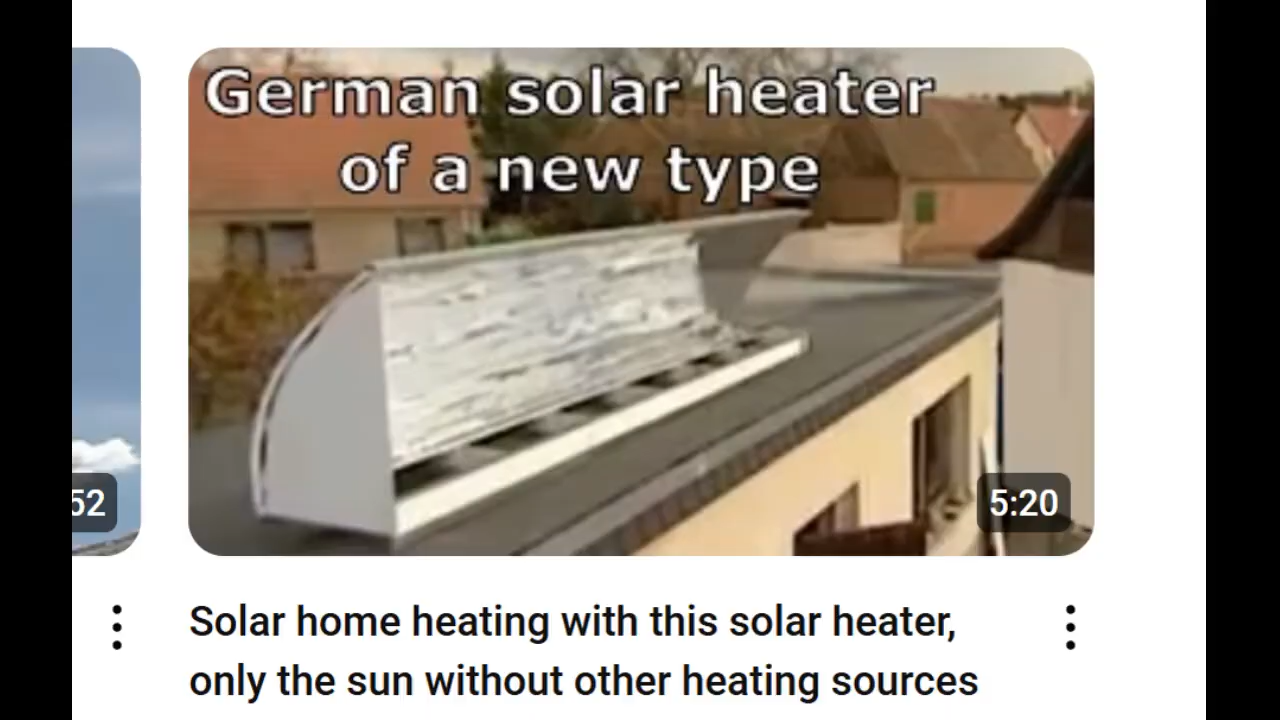 German solar heater
of a new type
52
5:20
Solar home heating with this solar heater,
only the sun without other heating sources